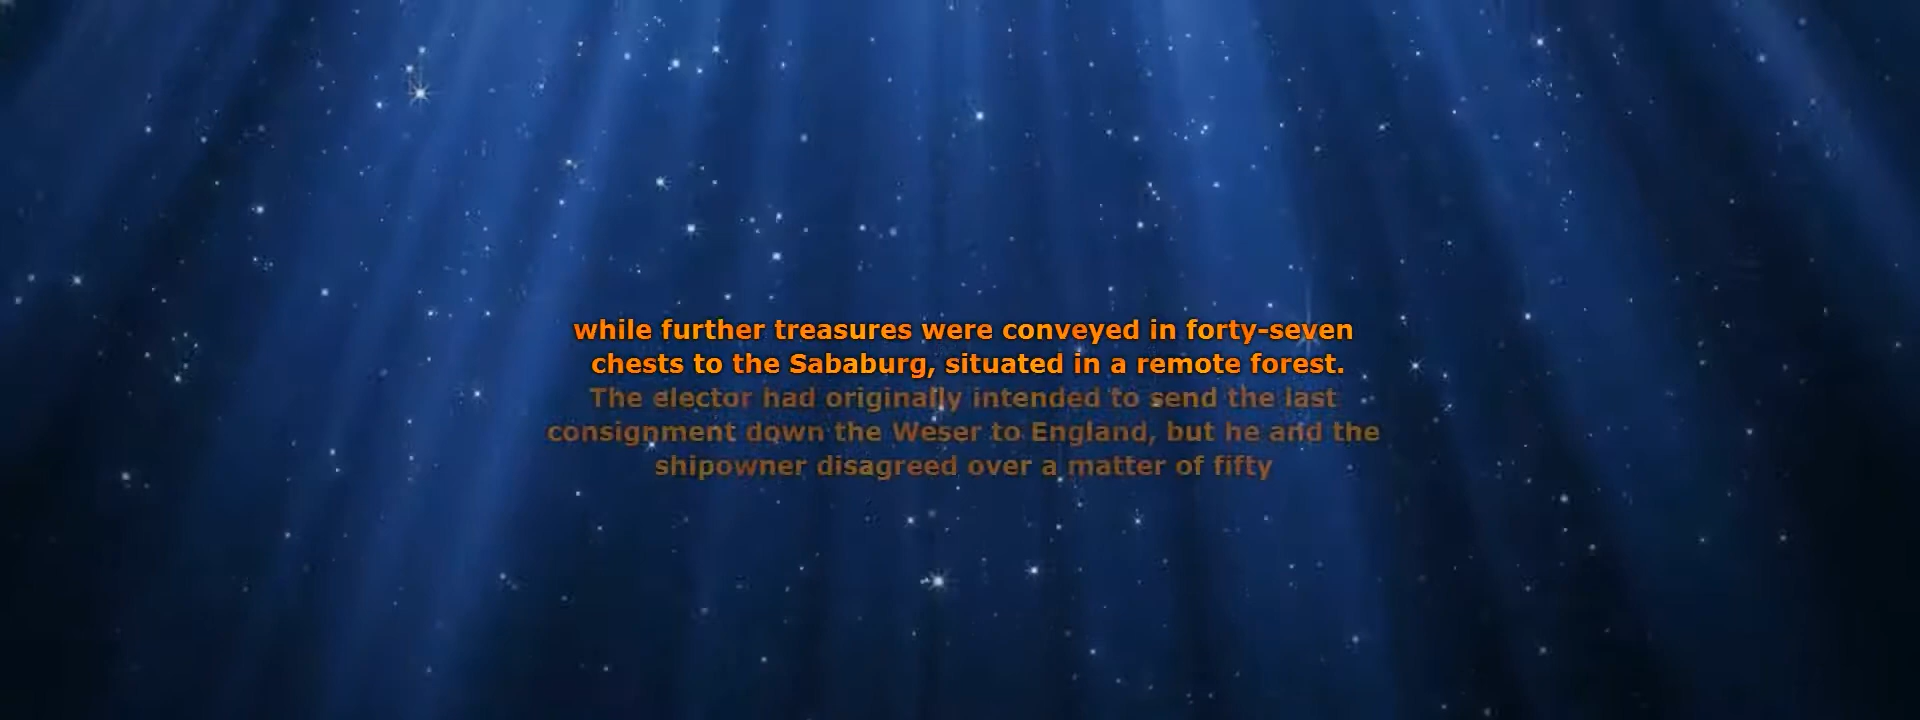 while further treasures were conveyed in forty-seven
chests to the Sababurg, situated in a remote forest.
The elector had originally intended to send the last
consignment down the Weser to England, but he and the
shipowner disagreed over a matter of fifty